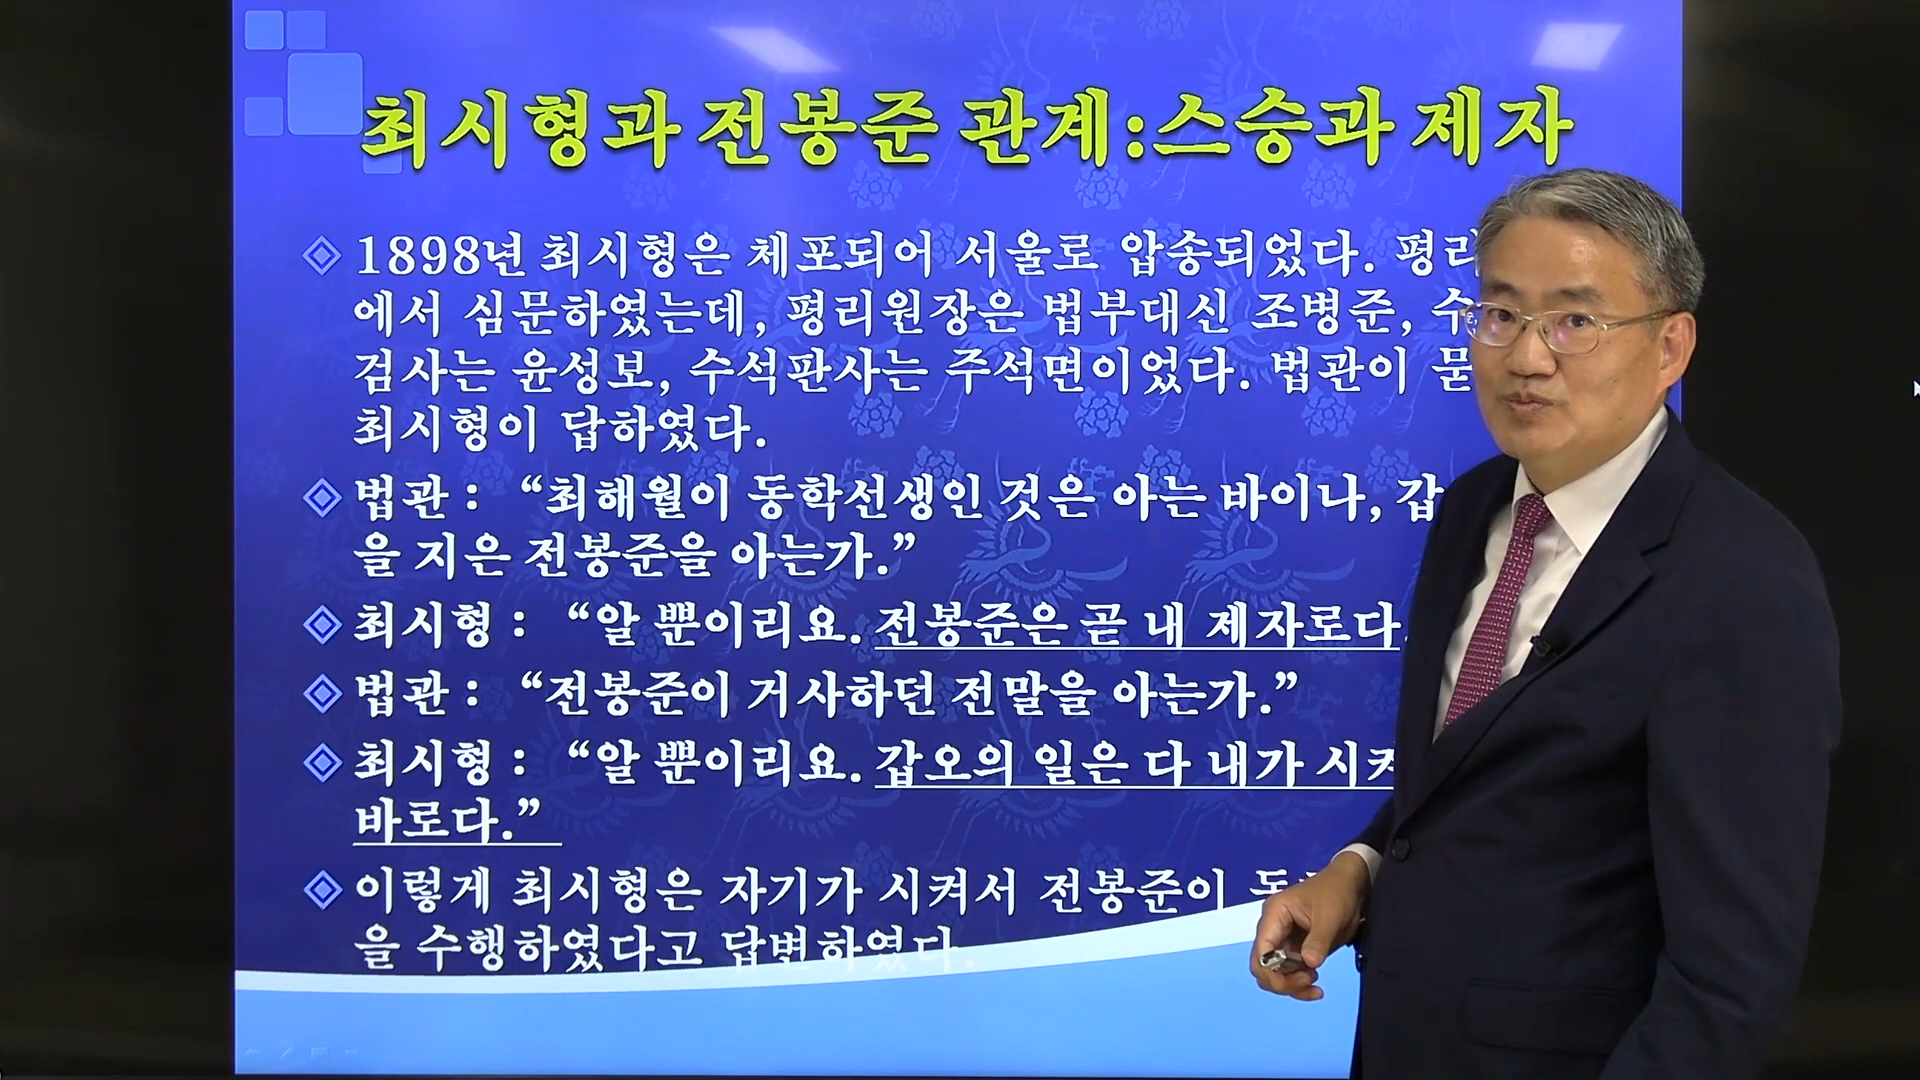 최시형과 전봉준 관계:스승과 제자
1898년 최시형은 체포되어 서울로 압송되었다.
에서 심문하였는데, 평리원장은 법부대신 조병준,
검사는 윤성보, 수석판사는 주석면이었다. 법관이
최시형이 답하였다.
법관 : “최해월이 동학선생인 것은 아는 바이나,
을 지은 전봉준을 아는가.”
최시형 : “알 뿐이리요. 전봉준은 곧 내 제자로다.
법관 : “전봉준이 거사하던 전말을 아는가.”
최시형 : “알 뿐이리요. 갑오의 일은 다 내가
바로다.”
이렇게 최시형은 자기가 시켜서 전봉준이
을 수행하였다고 답변하였다.